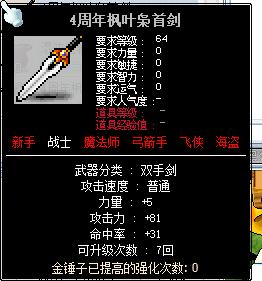 4周年枫叶枭首剑
要求等级： 64
要求力量： -
要求敏捷： -
要求智力： -
要求运气： -
要求人气度： -
道具等级： -
道具经验值： -
新手 战士 魔法师 弓箭手 飞侠 海盗
武器分类 : 双手剑
攻击速度 : 普通
力量 : +5
攻击力 : +81
命中率 : +31
可升级次数 : 7回
金锤子已提高的强化次数: 0